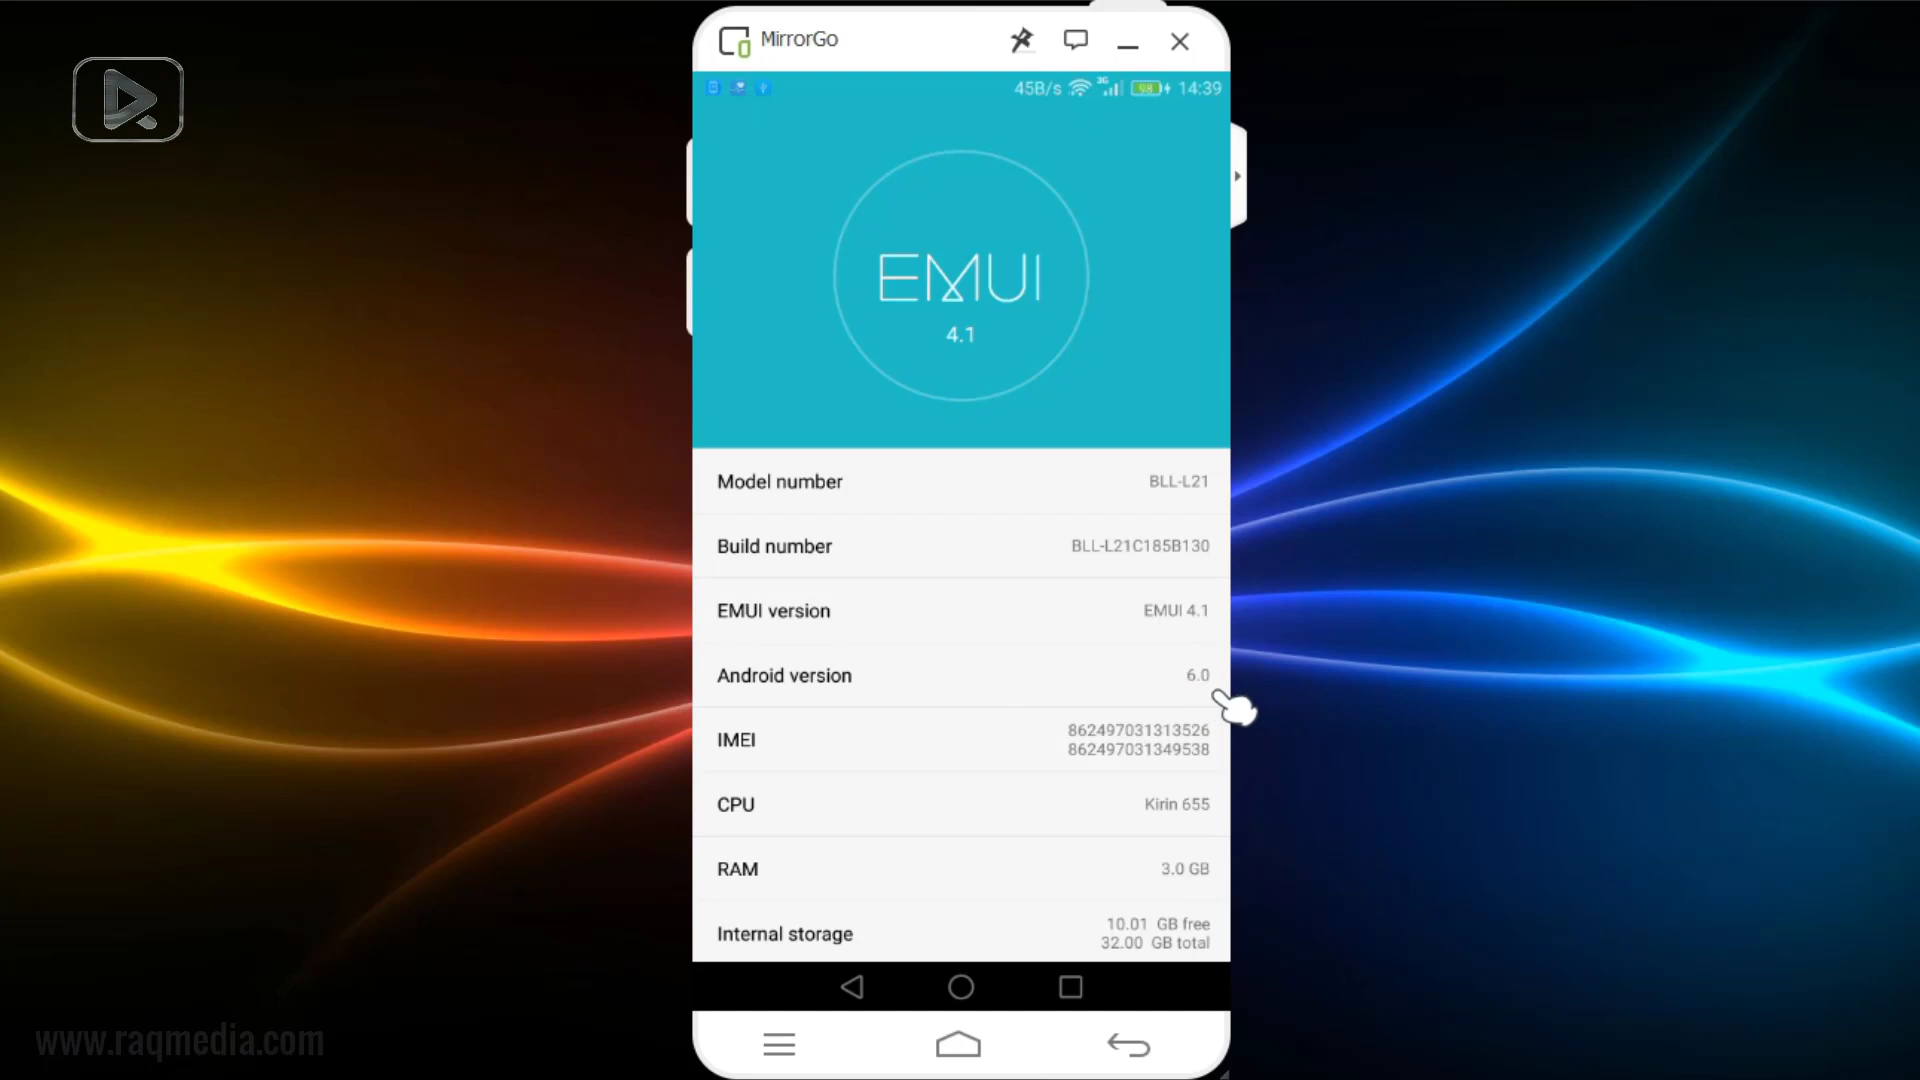 MirrorGo
45B/s 3G 98 14:39
EMUI
4.1
Model number BLL-L21
Build number BLL-L21C185B130
EMUI version EMUI 4.1
Android version 6.0
IMEI 862497031313526
862497031349538
CPU Kirin 655
RAM 3.0 GB
Internal storage 10.01 GB free
32.00 GB total
www.raqmedia.com